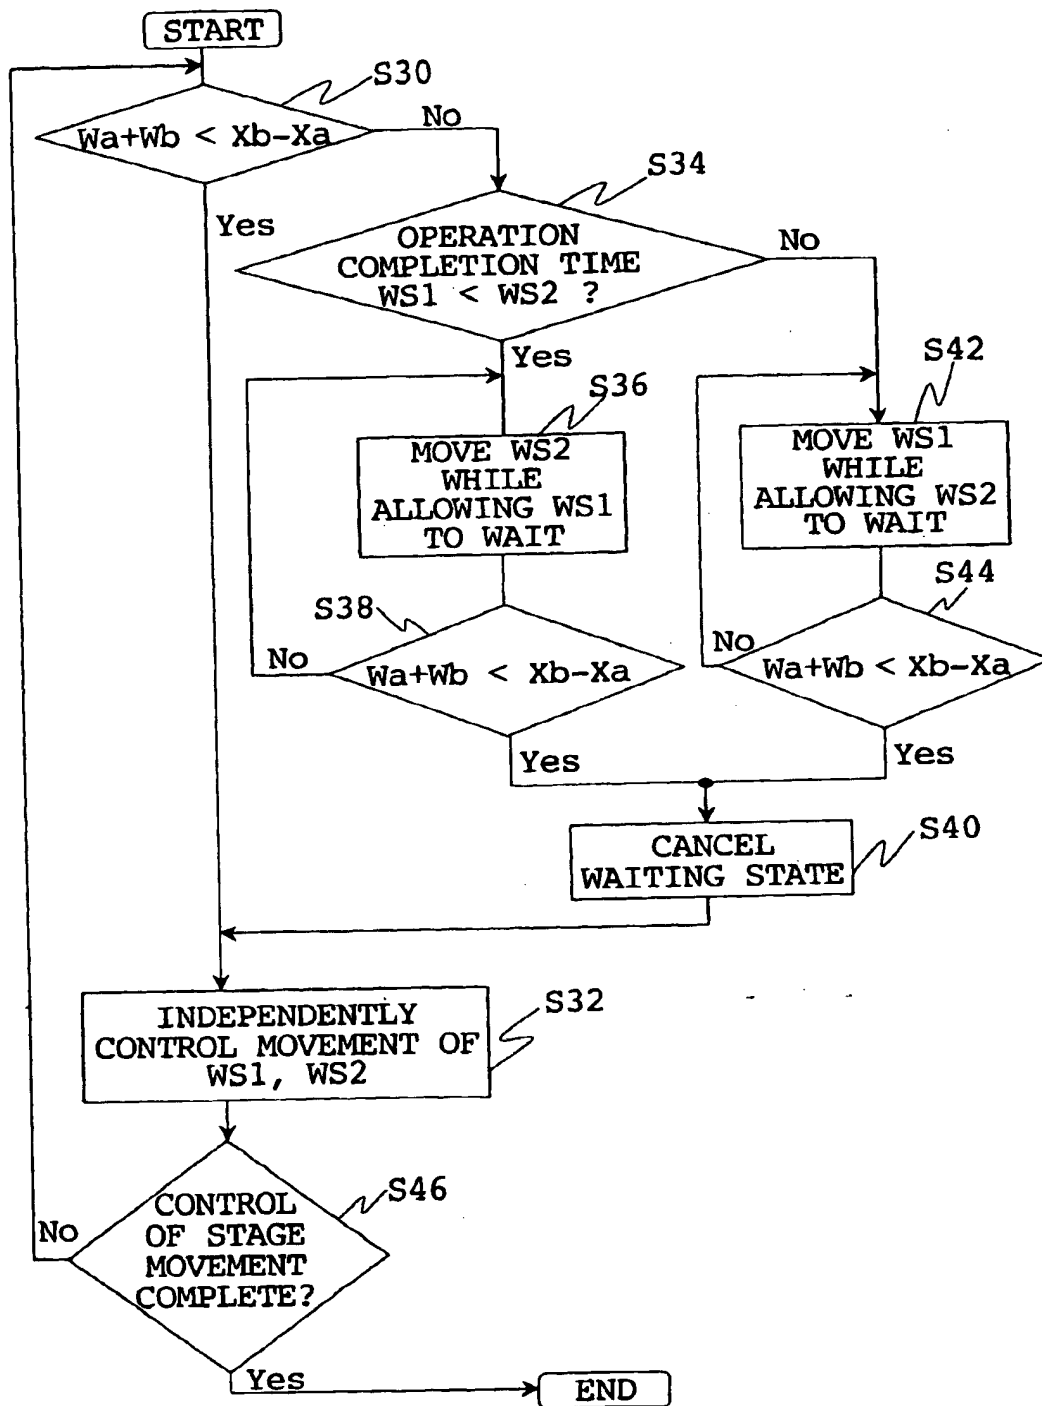 START
S30
Wa+Wb < Xb-Xa
No
Yes
S34
OPERATION
COMPLETION TIME
WS1 < WS2 ?
No
Yes
S36
MOVE WS2
WHILE
ALLOWING WS1
TO WAIT
S42
MOVE WS1
WHILE
ALLOWING WS2
TO WAIT
S38
No
Wa+Wb < Xb-Xa
Yes
S44
No
Wa+Wb < Xb-Xa
Yes
S40
CANCEL
WAITING STATE
S32
INDEPENDENTLY
CONTROL MOVEMENT OF
WS1, WS2
S46
No
CONTROL
OF STAGE
MOVEMENT
COMPLETE?
Yes
END